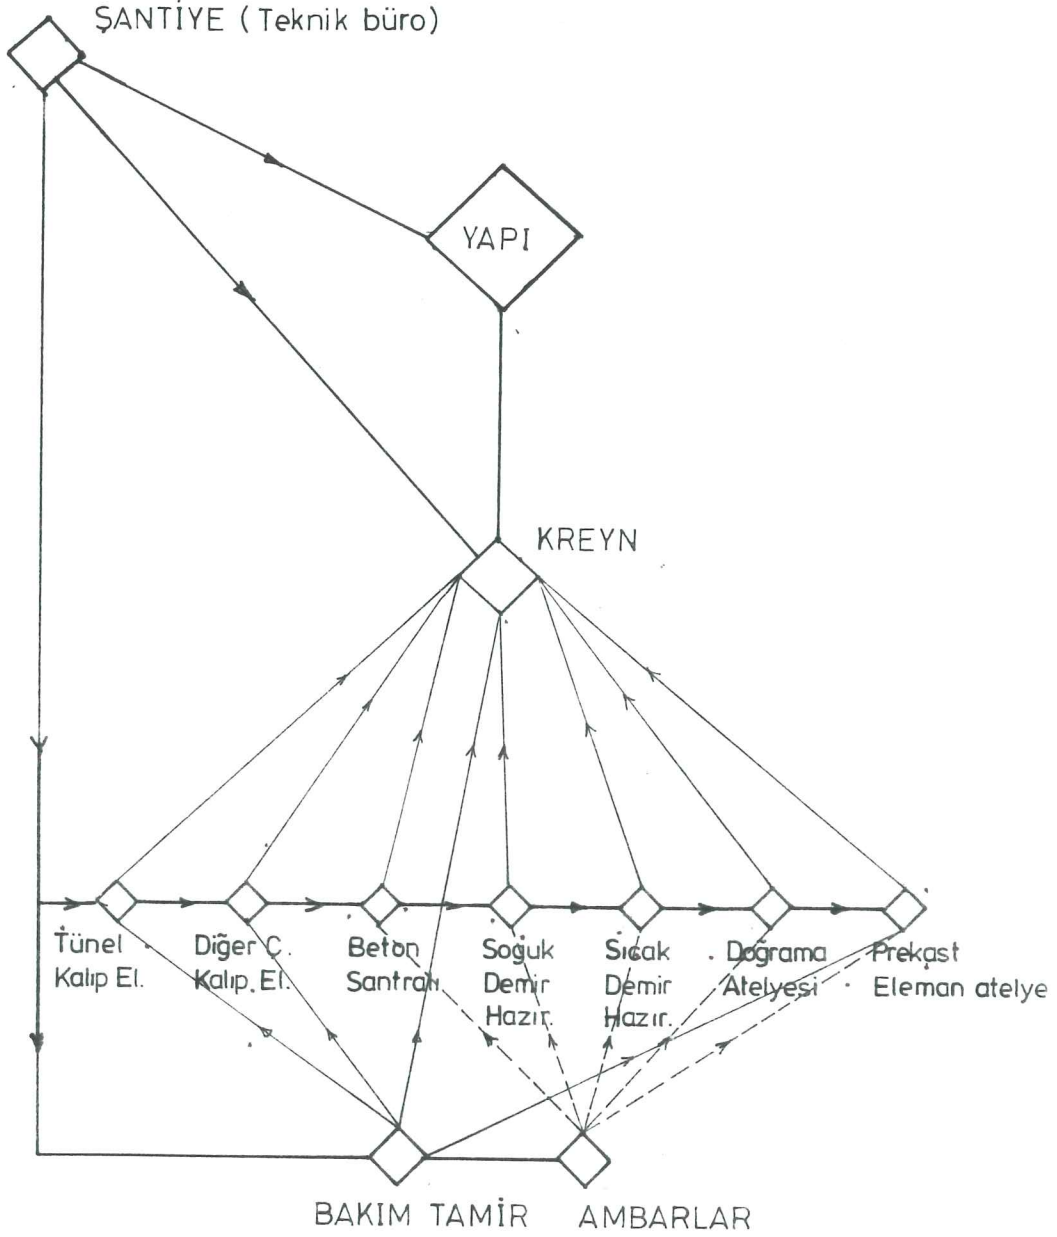 ŞANTİYE (Teknik büro)
YAPI
KREYN
Tünel
Kalıp El.
Diğer Ç.
Kalıp. El.
Beton
Santralı
Soğuk
Demir
Hazır.
Sıcak
Demir
Hazır.
Doğrama
Atelyesi
Prekast
Eleman atelye
BAKIM TAMİR
AMBARLAR